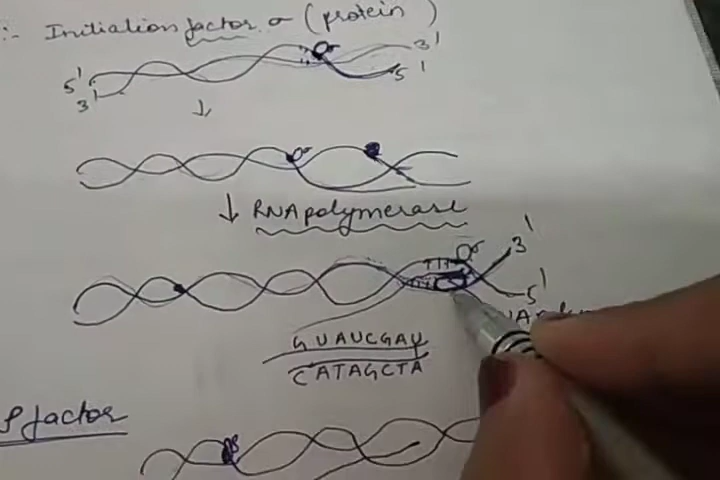 :- Initiation factor σ (protein)
σ
3'
5'
5'
3'
↓
σ
↓ RNA polymerase
σ
3'
5'
GUAUCGAU
CATAGCTA
ρ factor